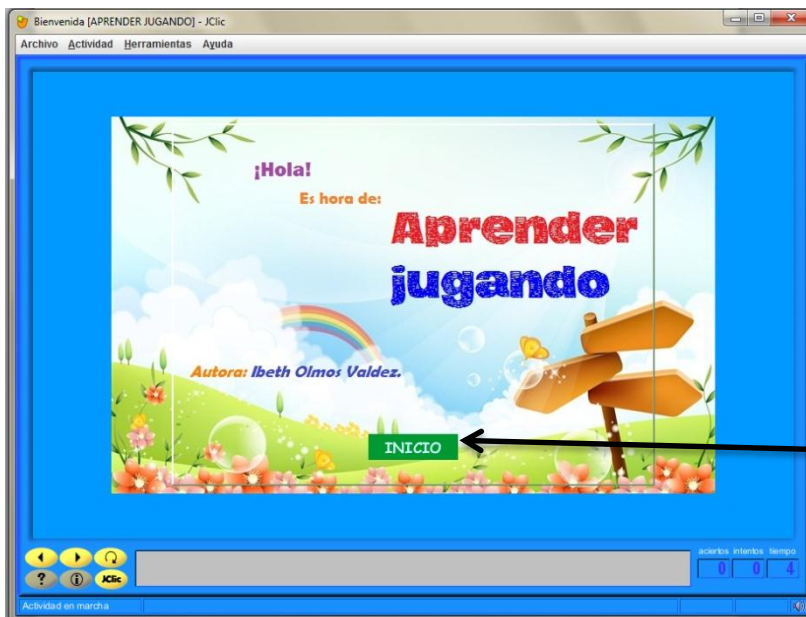 Bienvenida [APRENDER JUGANDO] - JClic
Archivo Actividad Herramientas Ayuda
¡Hola!
Es hora de:
Aprender
jugando
Autora: Ibeth Olmos Valdez.
INICIO
? i JClic
aciertos intentos tiempo
0 0 4
Actividad en marcha